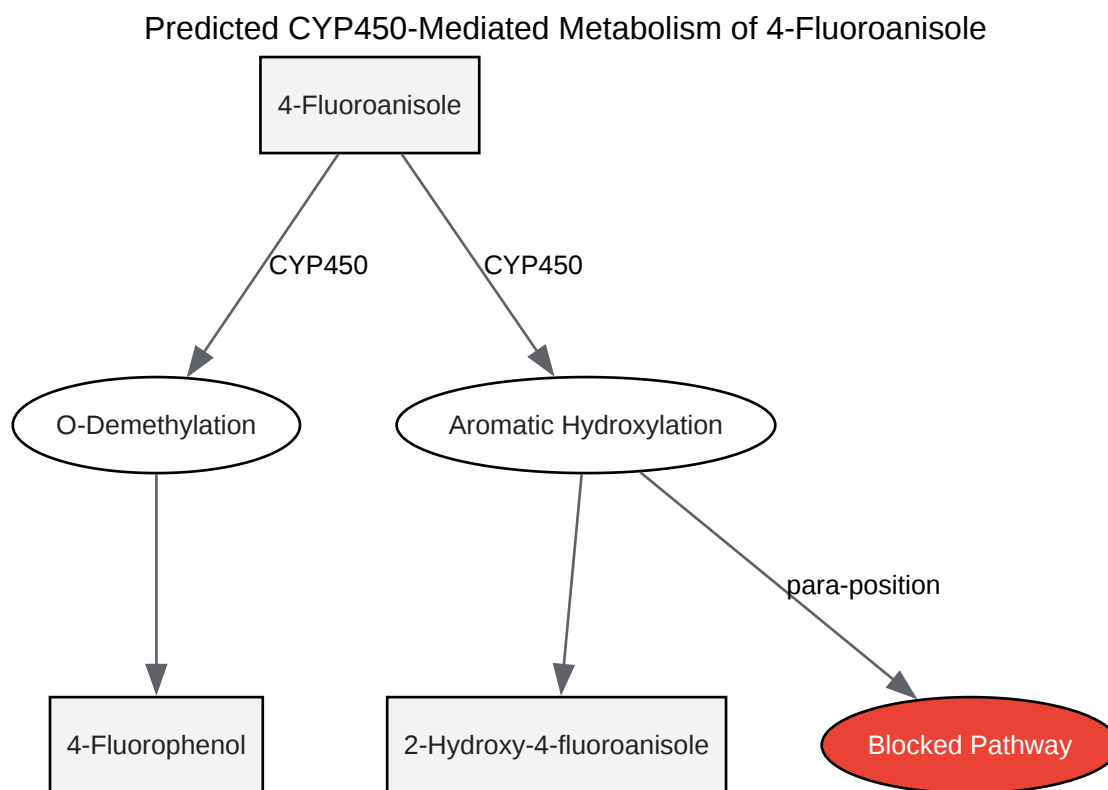 Predicted CYP450-Mediated Metabolism of 4-Fluoroanisole
4-Fluoroanisole
CYP450
CYP450
O-Demethylation
Aromatic Hydroxylation
para-position
4-Fluorophenol
2-Hydroxy-4-fluoroanisole
Blocked Pathway